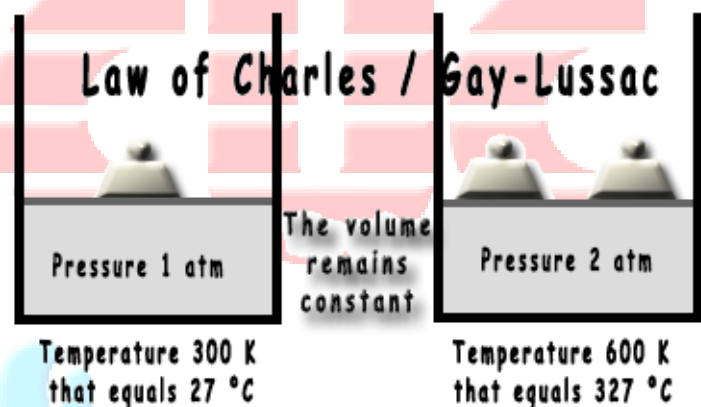 Law of Charles / Gay-Lussac
Pressure 1 atm
The volume
remains
constant
Pressure 2 atm
Temperature 300 K
that equals 27 °C
Temperature 600 K
that equals 327 °C